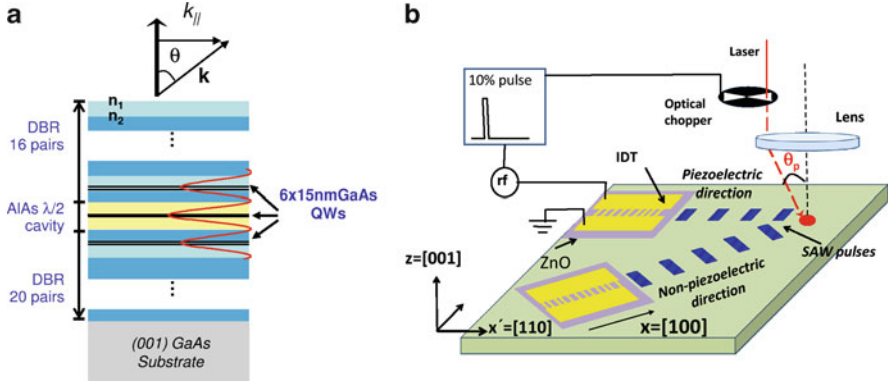 a
k//
θ
k
n₁
n₂
DBR
16 pairs
AlAs λ/2
cavity
6x15nmGaAs
QWs
DBR
20 pairs
(001) GaAs
Substrate
b
Laser
10% pulse
Optical
chopper
Lens
IDT
θp
rf
Piezoelectric
direction
ZnO
SAW pulses
z=[001]
Non-piezoelectric
direction
x´=[110]
x=[100]